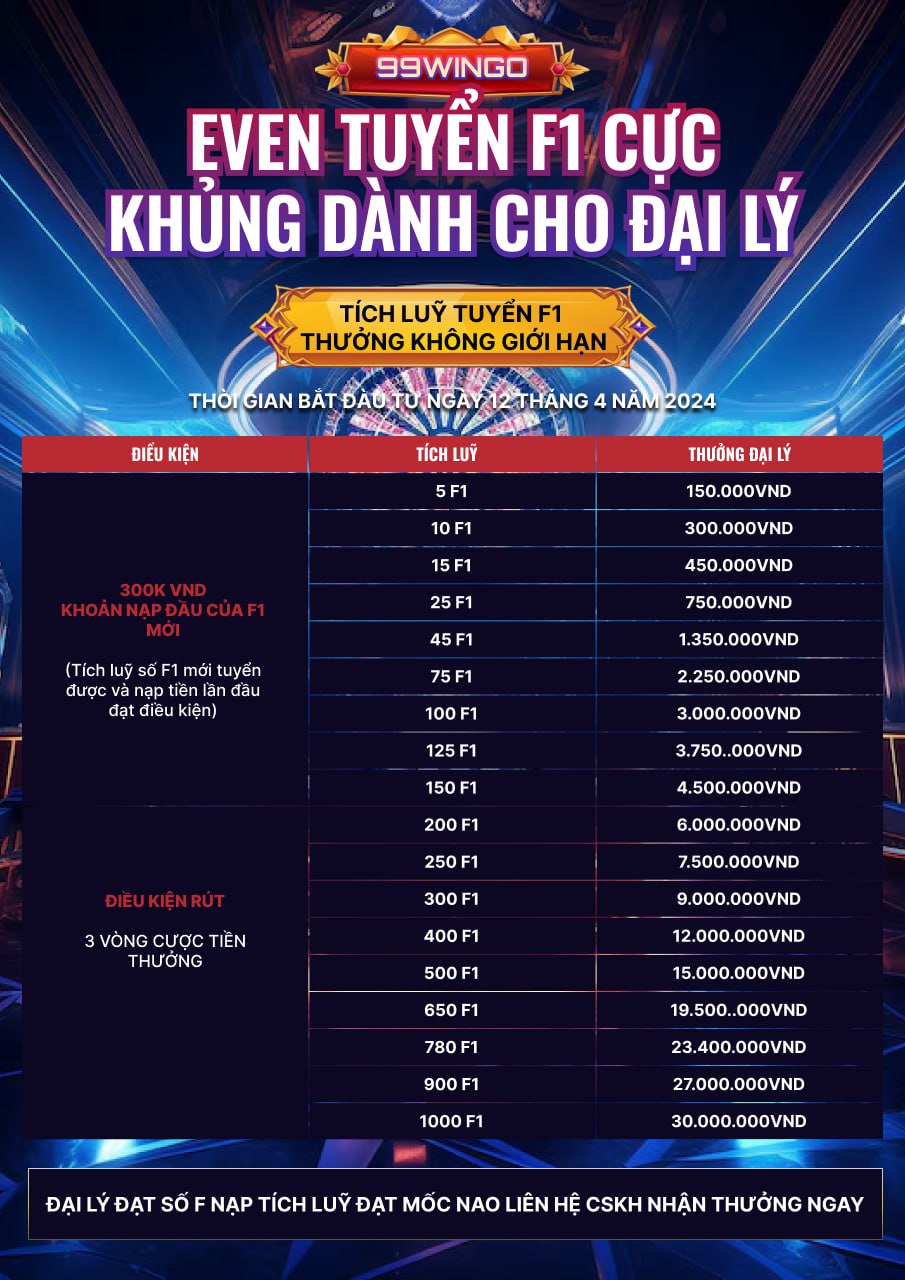 99WINGO
EVEN TUYỂN F1 CỰC
KHỦNG DÀNH CHO ĐẠI LÝ
TÍCH LUỸ TUYỂN F1
THƯỞNG KHÔNG GIỚI HẠN
THỜI GIAN BẮT ĐẦU TỪ NGÀY 12 THÁNG 4 NĂM 2024
ĐIỀU KIỆN TÍCH LUỸ THƯỞNG ĐẠI LÝ
300K VND
KHOẢN NẠP ĐẦU CỦA F1
MỚI
(Tích luỹ số F1 mới tuyển
được và nạp tiền lần đầu
đạt điều kiện)
5 F1 150.000VND
10 F1 300.000VND
15 F1 450.000VND
25 F1 750.000VND
45 F1 1.350.000VND
75 F1 2.250.000VND
100 F1 3.000.000VND
125 F1 3.750..000VND
150 F1 4.500.000VND
ĐIỀU KIỆN RÚT
3 VÒNG CƯỢC TIỀN
THƯỞNG
200 F1 6.000.000VND
250 F1 7.500.000VND
300 F1 9.000.000VND
400 F1 12.000.000VND
500 F1 15.000.000VND
650 F1 19.500..000VND
780 F1 23.400.000VND
900 F1 27.000.000VND
1000 F1 30.000.000VND
ĐẠI LÝ ĐẠT SỐ F NẠP TÍCH LUỸ ĐẠT MỐC NAO LIÊN HỆ CSKH NHẬN THƯỞNG NGAY